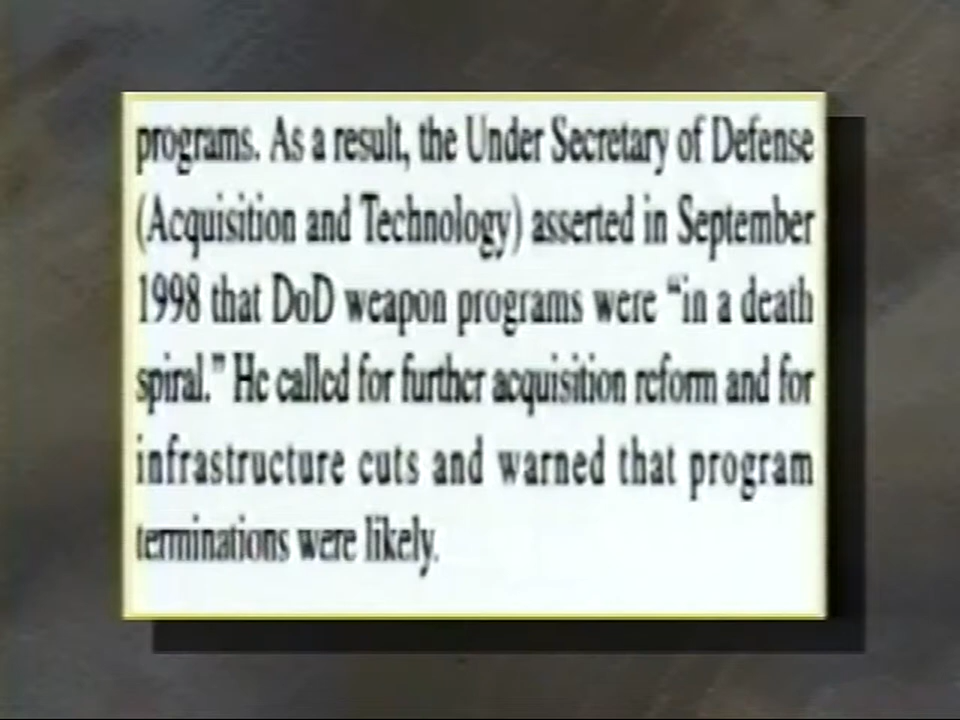 programs. As a result, the Under Secretary of Defense
(Acquisition and Technology) asserted in September
1998 that DoD weapon programs were “in a death
spiral.” He called for further acquisition reform and for
infrastructure cuts and warned that program
terminations were likely.